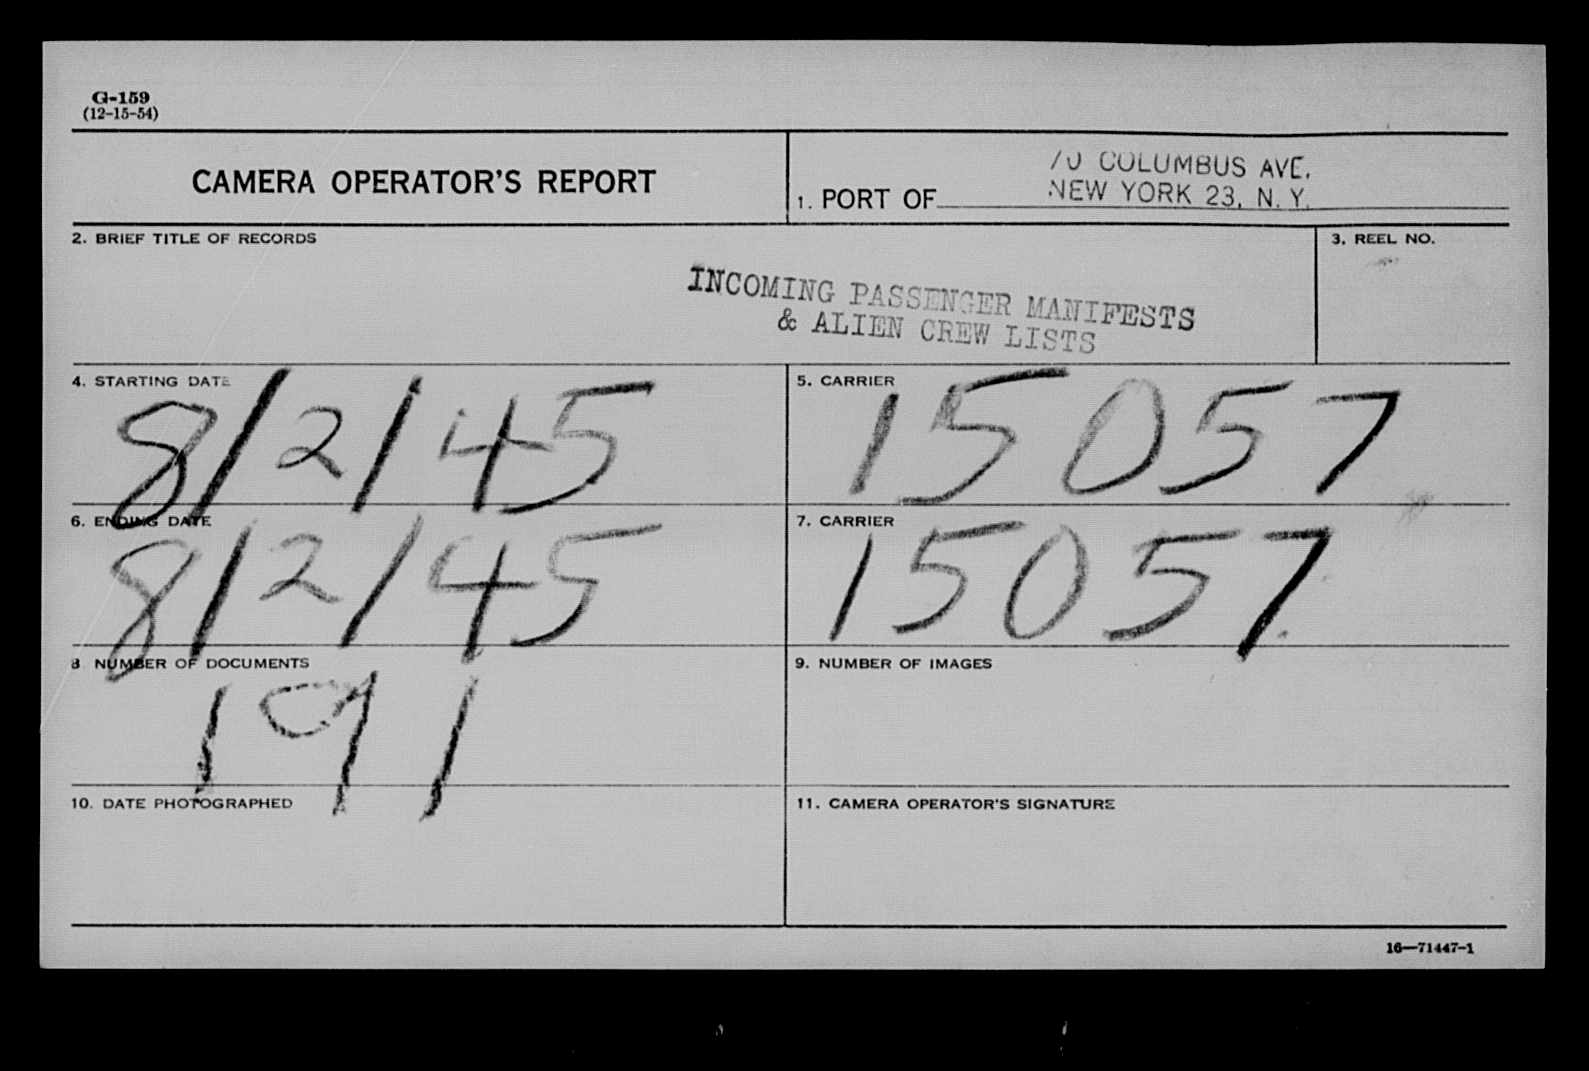 G-159
(12-15-54)
CAMERA OPERATOR'S REPORT
1. PORT OF
70 COLUMBUS AVE.
NEW YORK 23, N. Y.
2. BRIEF TITLE OF RECORDS
INCOMING PASSENGER MANIFESTS
& ALIEN CREW LISTS
3. REEL NO.
4. STARTING DATE
8/2/45
5. CARRIER
15057
6. ENDING DATE
8/2/45
7. CARRIER
15057
8 NUMBER OF DOCUMENTS
191
9. NUMBER OF IMAGES
10. DATE PHOTOGRAPHED
11. CAMERA OPERATOR'S SIGNATURE
16—71447-1